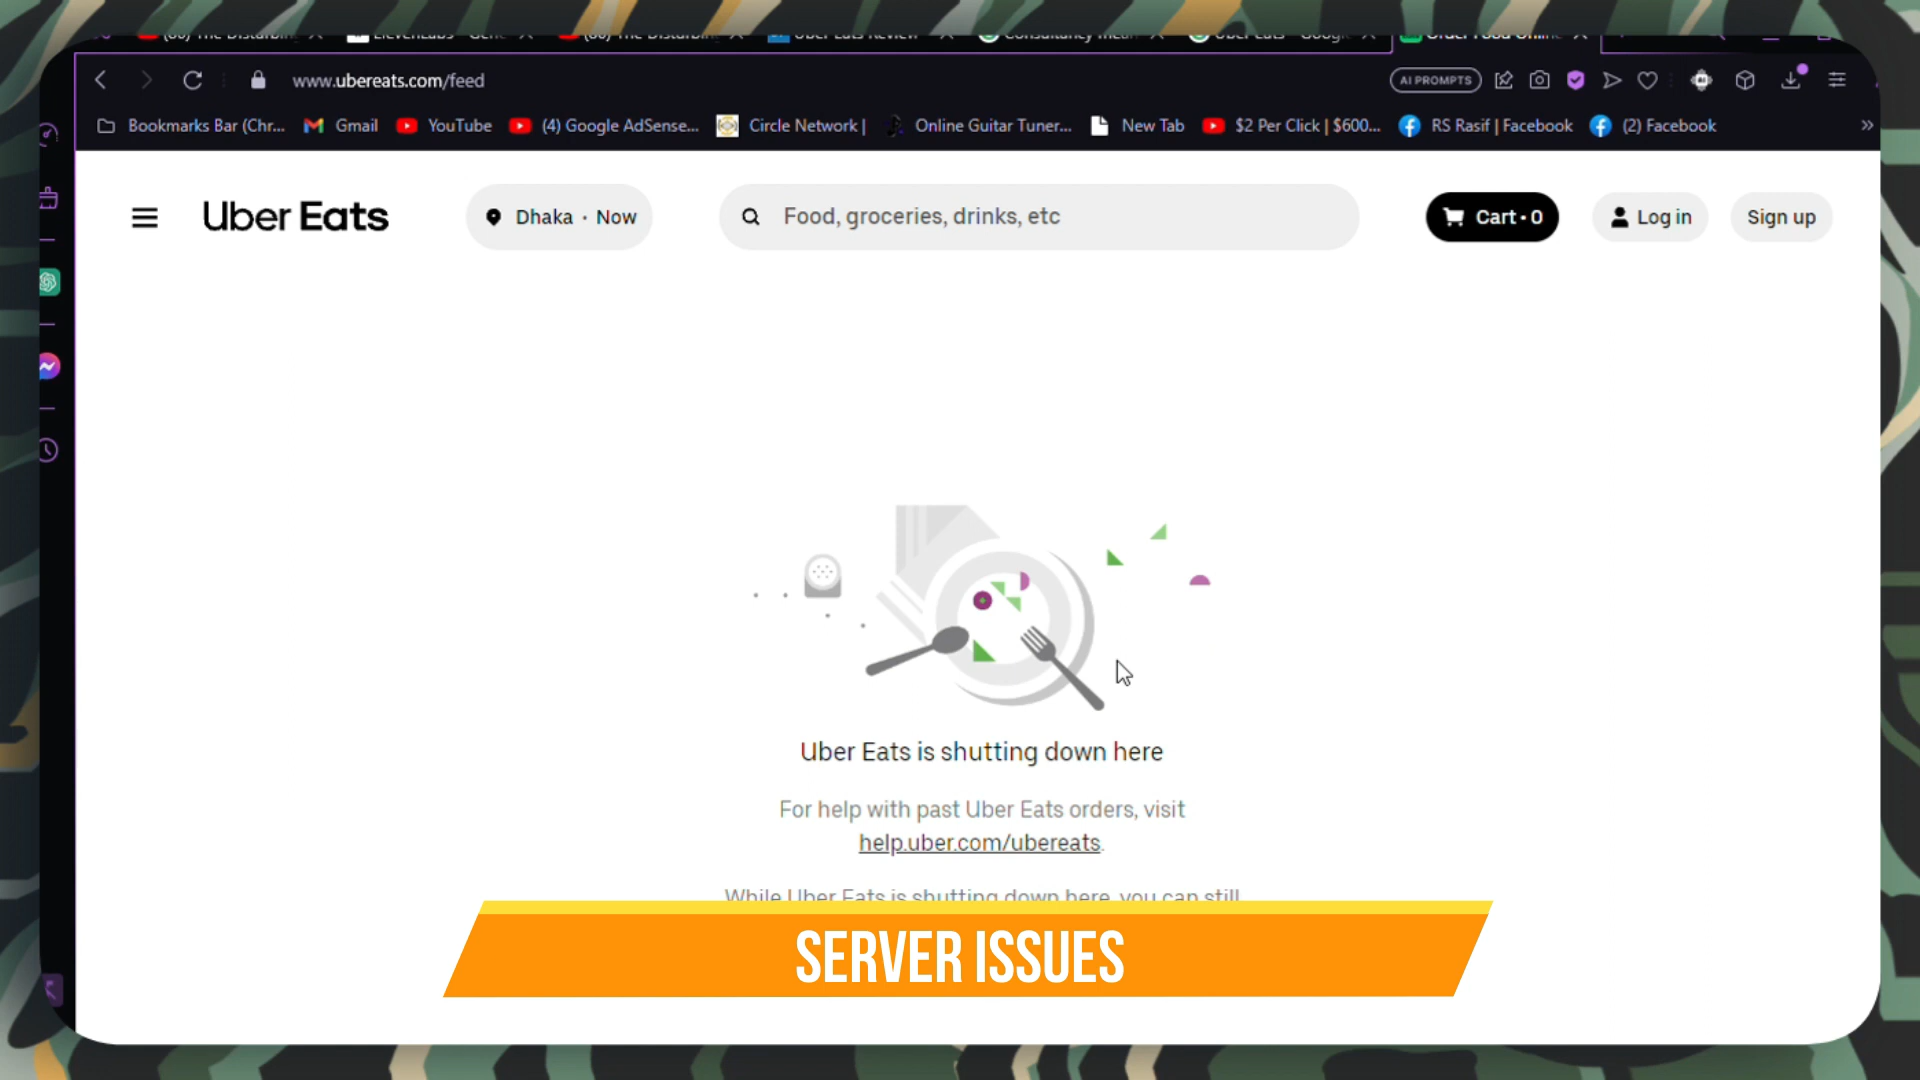 www.ubereats.com/feed
AI PROMPTS
Bookmarks Bar (Chr...
Gmail
YouTube
(4) Google AdSense...
Circle Network |
Online Guitar Tuner...
New Tab
$2 Per Click | $600...
RS Rasif | Facebook
(2) Facebook
Uber Eats
Dhaka · Now
Food, groceries, drinks, etc
Cart · 0
Log in
Sign up
Uber Eats is shutting down here
For help with past Uber Eats orders, visit
help.uber.com/ubereats.
While Uber Eats is shutting down here, you can still
SERVER ISSUES